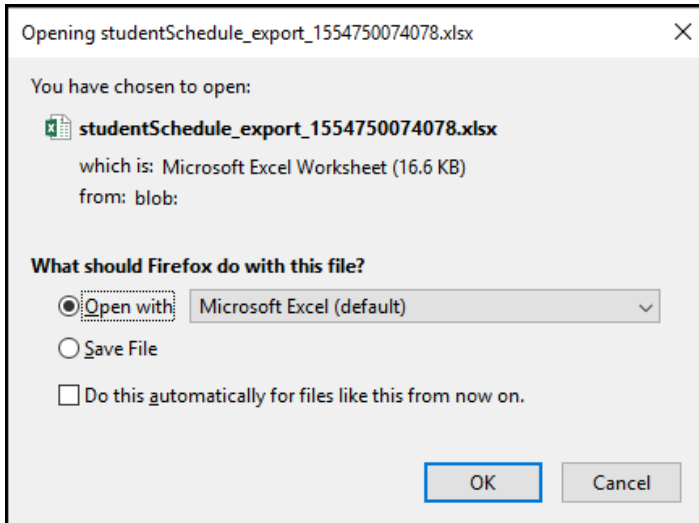 Opening studentSchedule_export_1554750074078.xlsx
You have chosen to open:
studentSchedule_export_1554750074078.xlsx
which is: Microsoft Excel Worksheet (16.6 KB)
from: blob:
What should Firefox do with this file?
Open with Microsoft Excel (default)
Save File
Do this automatically for files like this from now on.
OK Cancel